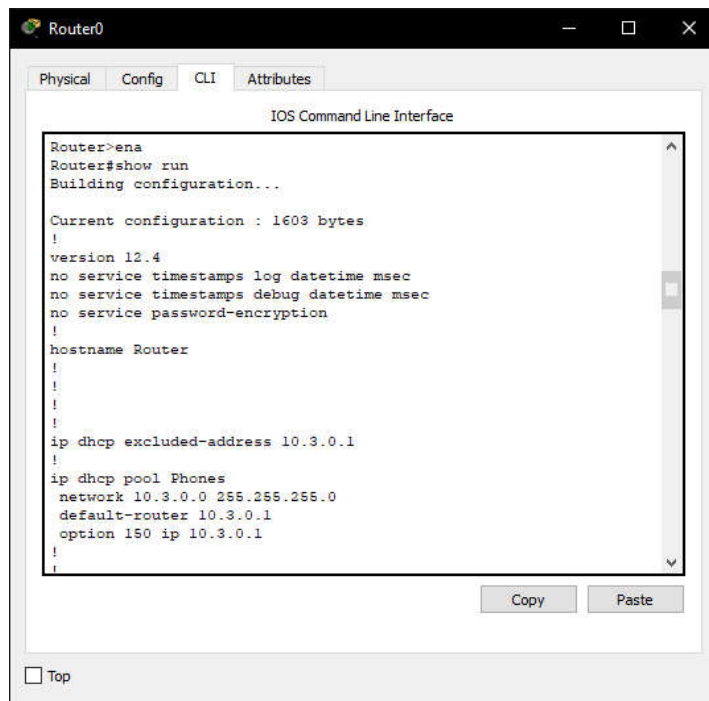 Router0
Physical Config CLI Attributes
IOS Command Line Interface
Router>ena
Router#show run
Building configuration...
Current configuration : 1603 bytes
!
version 12.4
no service timestamps log datetime msec
no service timestamps debug datetime msec
no service password-encryption
!
hostname Router
!
!
!
!
ip dhcp excluded-address 10.3.0.1
!
ip dhcp pool Phones
network 10.3.0.0 255.255.255.0
default-router 10.3.0.1
option 150 ip 10.3.0.1
!
!
Copy Paste
Top